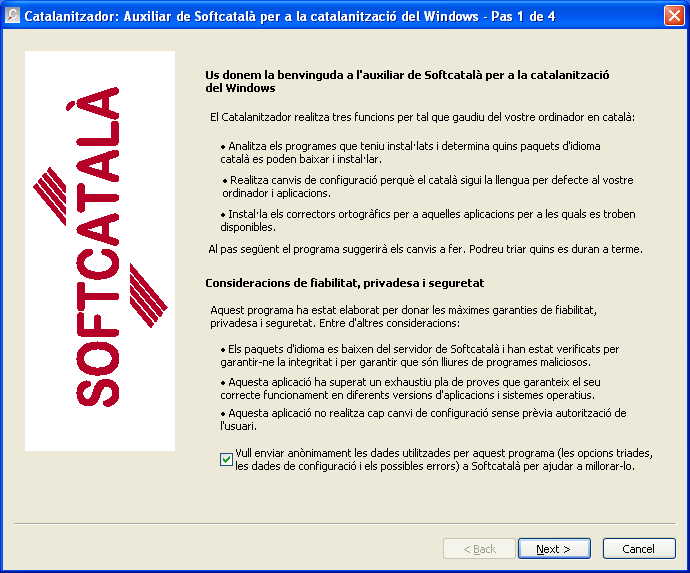 Catalanitzador: Auxiliar de Softcatalà per a la catalanització del Windows - Pas 1 de 4
SOFTCATALÀ
Us donem la benvinguda a l'auxiliar de Softcatalà per a la catalanització
del Windows
El Catalanitzador realitza tres funcions per tal que gaudiu del vostre ordinador en català:
• Analitza els programes que teniu instal·lats i determina quins paquets d'idioma
català es poden baixar i instal·lar.
• Realitza canvis de configuració perquè el català sigui la llengua per defecte al vostre
ordinador i aplicacions.
• Instal·la els correctors ortogràfics per a aquelles aplicacions per a les quals es troben
disponibles.
Al pas següent el programa suggerirà els canvis a fer. Podreu triar quins es duran a terme.
Consideracions de fiabilitat, privadesa i seguretat
Aquest programa ha estat elaborat per donar les màximes garanties de fiabilitat,
privadesa i seguretat. Entre d'altres consideracions:
• Els paquets d'idioma es baixen del servidor de Softcatalà i han estat verificats per
garantir-ne la integritat i per garantir que són lliures de programes maliciosos.
• Aquesta aplicació ha superat un exhaustiu pla de proves que garanteix el seu
correcte funcionament en diferents versions d'aplicacions i sistemes operatius.
• Aquesta aplicació no realitza cap canvi de configuració sense prèvia autorització de
l'usuari.
Vull enviar anònimament les dades utilitzades per aquest programa (les opcions triades,
les dades de configuració i els possibles errors) a Softcatalà per ajudar a millorar-lo.
< Back
Next >
Cancel